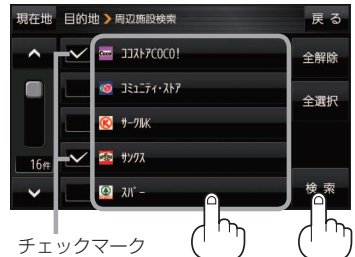 現在地 目的地 > 周辺施設検索 戻る
ココストアCOCO! 全解除
コミュニティ・ストア 全選択
サークルK
16件 サンクス
スパー 検索
チェックマーク